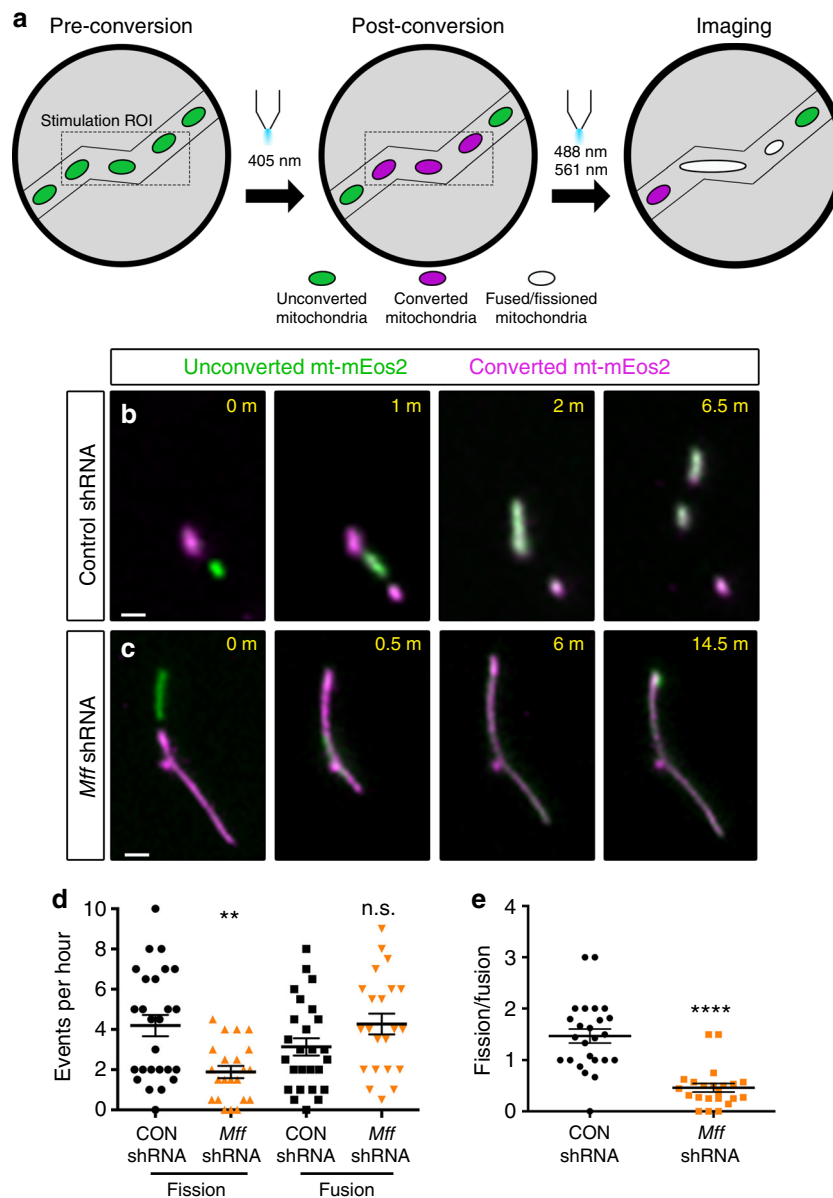 a
Pre-conversion
Post-conversion
Imaging
Stimulation ROI
405 nm
488 nm
561 nm
Unconverted
mitochondria
Converted
mitochondria
Fused/fissioned
mitochondria
Unconverted mt-mEos2
Converted mt-mEos2
Control shRNA
b
0 m
1 m
2 m
6.5 m
Mff shRNA
c
0 m
0.5 m
6 m
14.5 m
d
Events per hour
10
8
6
4
2
0
**
n.s.
CON
shRNA
Mff
shRNA
CON
shRNA
Mff
shRNA
Fission
Fusion
e
Fission/fusion
4
3
2
1
0
****
CON
shRNA
Mff
shRNA